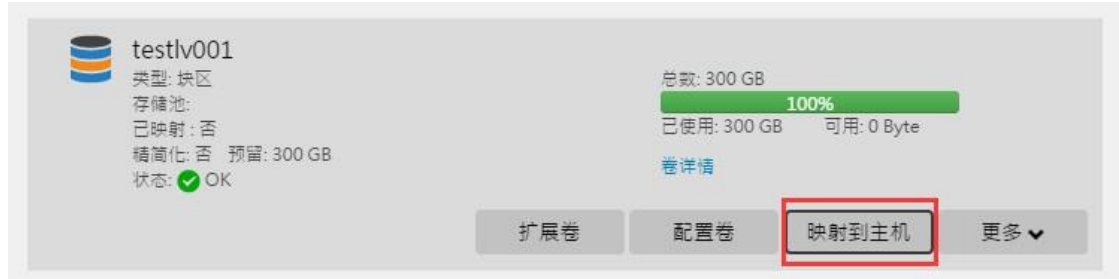 testlv001
类型: 块区
存储池:
已映射 : 否
精简化: 否 预留: 300 GB
状态: OK
总数: 300 GB
100%
已使用: 300 GB 可用: 0 Byte
卷详情
扩展卷 配置卷 映射到主机 更多